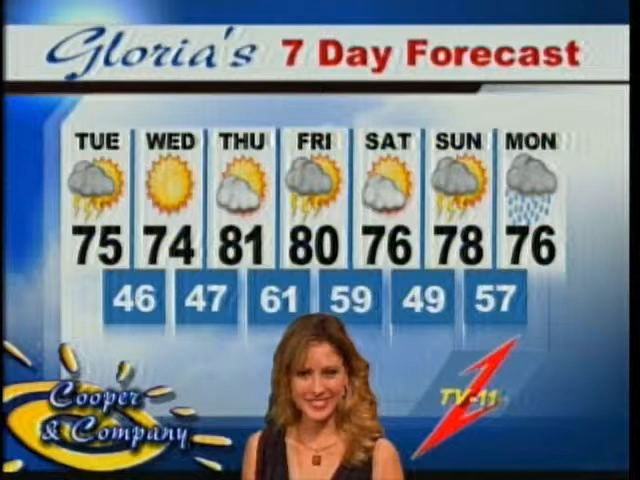 Gloria's 7 Day Forecast
TUE WED THU FRI SAT SUN MON
75 74 81 80 76 78 76
46 47 61 59 49 57
Cooper
& Company
TV-11